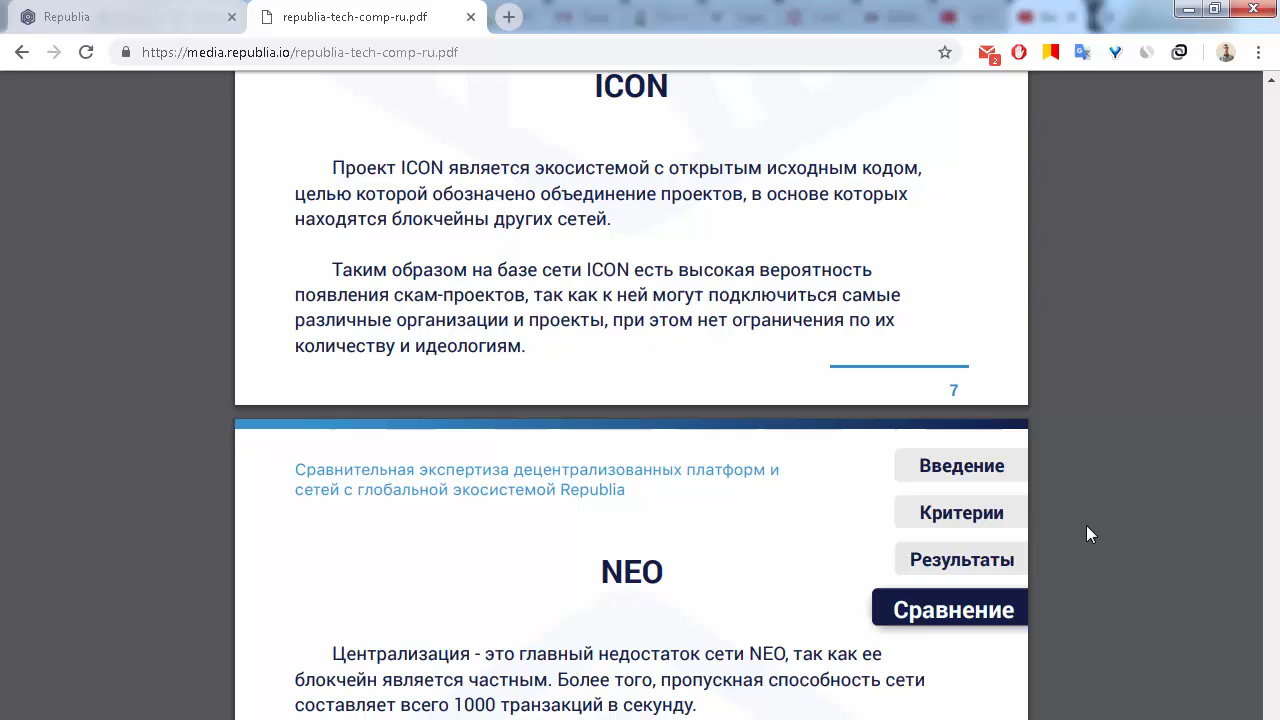 Republia
republia-tech-comp-ru.pdf
https://media.republia.io/republia-tech-comp-ru.pdf
2
ICON
Проект ICON является экосистемой с открытым исходным кодом,
целью которой обозначено объединение проектов, в основе которых
находятся блокчейны других сетей.
Таким образом на базе сети ICON есть высокая вероятность
появления скам-проектов, так как к ней могут подключиться самые
различные организации и проекты, при этом нет ограничения по их
количеству и идеологиям.
7
Сравнительная экспертиза децентрализованных платформ и
сетей с глобальной экосистемой Republia
Введение
Критерии
Результаты
Сравнение
NEO
Централизация - это главный недостаток сети NEO, так как ее
блокчейн является частным. Более того, пропускная способность сети
составляет всего 1000 транзакций в секунду.